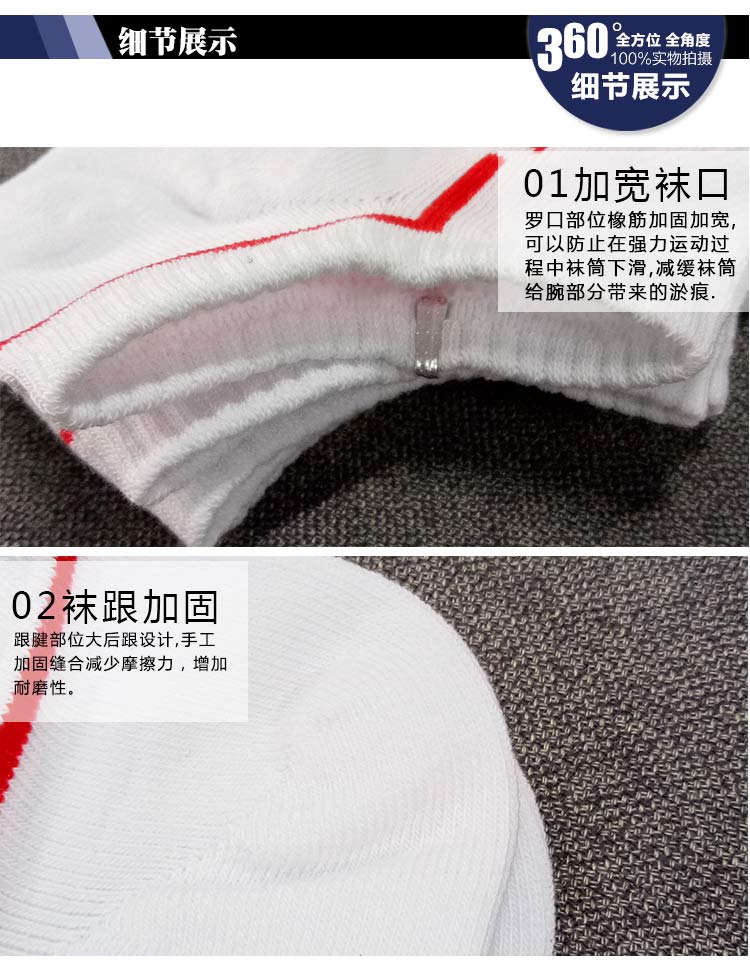 细节展示
360°全方位 全角度
100%实物拍摄
细节展示
01加宽袜口
罗口部位橡筋加固加宽,
可以防止在强力运动过
程中袜筒下滑,减缓袜筒
给腕部分带来的淤痕.
02袜跟加固
跟腱部位大后跟设计,手工
加固缝合减少摩擦力，增加
耐磨性。